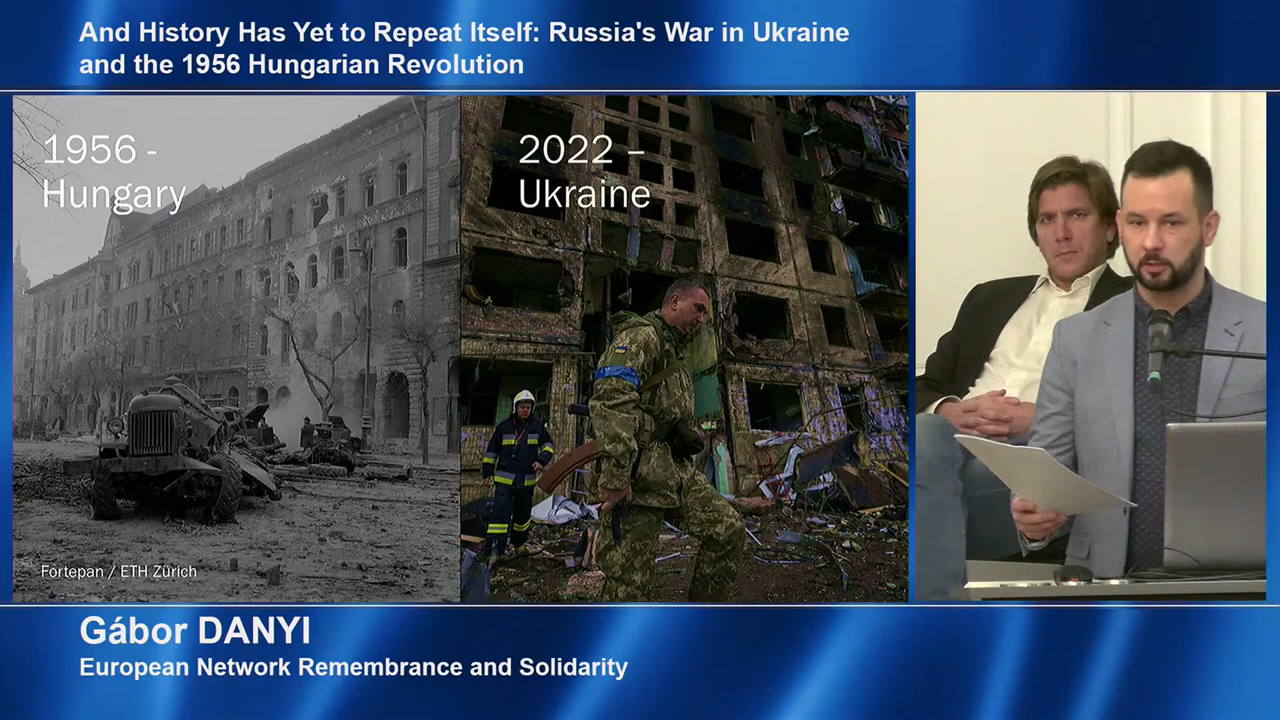 And History Has Yet to Repeat Itself: Russia's War in Ukraine
and the 1956 Hungarian Revolution
1956 -
Hungary
2022 –
Ukraine
Fortepan / ETH Zürich
Gábor DANYI
European Network Remembrance and Solidarity